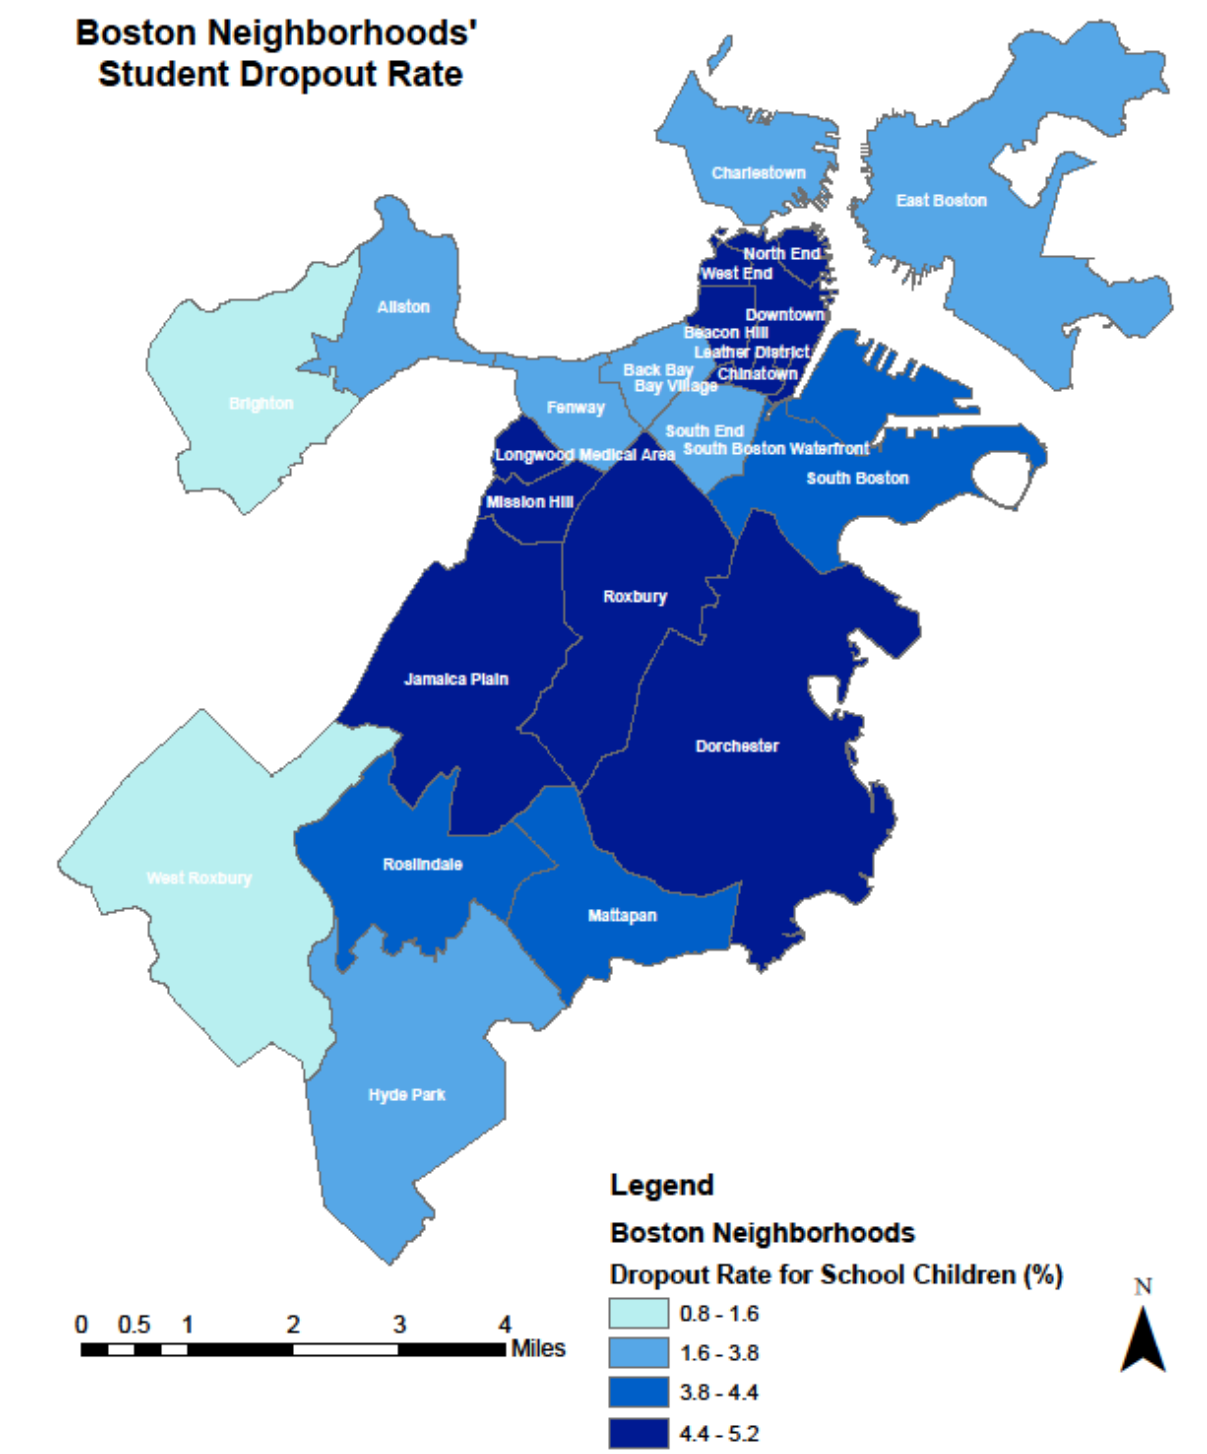 Boston Neighborhoods'
Student Dropout Rate
Charlestown
East Boston
North End
West End
Allston
Downtown
Beacon Hill
Leather District
Back Bay
Chinatown
Bay Village
Brighton
Fenway
South End
South Boston Waterfront
Longwood Medical Area
South Boston
Mission Hill
Roxbury
Jamaica Plain
Dorchester
Roslindale
West Roxbury
Mattapan
Hyde Park
Legend
Boston Neighborhoods
Dropout Rate for School Children (%)
0.8 - 1.6
1.6 - 3.8
3.8 - 4.4
4.4 - 5.2
0 0.5 1 2 3 4
Miles
N